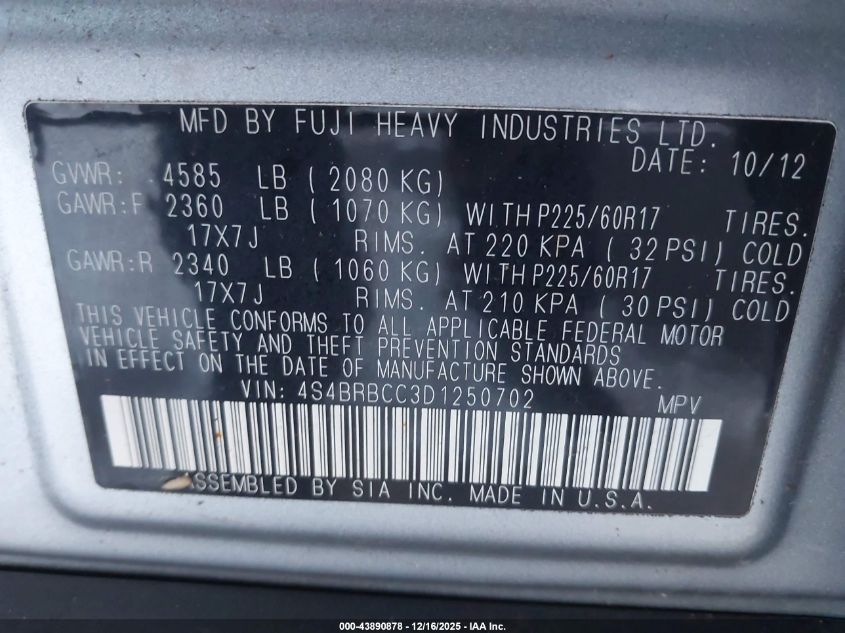 MFD BY FUJI HEAVY INDUSTRIES LTD.
DATE: 10/12
GVWR: 4585 LB ( 2080 KG)
GAWR:F 2360 LB ( 1070 KG) WITH P225/60R17 TIRES.
17X7J RIMS. AT 220 KPA ( 32 PSI) COLD
GAWR:R 2340 LB ( 1060 KG) WITH P225/60R17 TIRES.
17X7J RIMS. AT 210 KPA ( 30 PSI) COLD
THIS VEHICLE CONFORMS TO ALL APPLICABLE FEDERAL MOTOR
VEHICLE SAFETY AND THEFT PREVENTION STANDARDS
IN EFFECT ON THE DATE OF MANUFACTURE SHOWN ABOVE.
VIN: 4S4BRBCC3D1250702 MPV
ASSEMBLED BY SIA INC. MADE IN U.S.A.
000-43890878 - 12/16/2025 - IAA Inc.